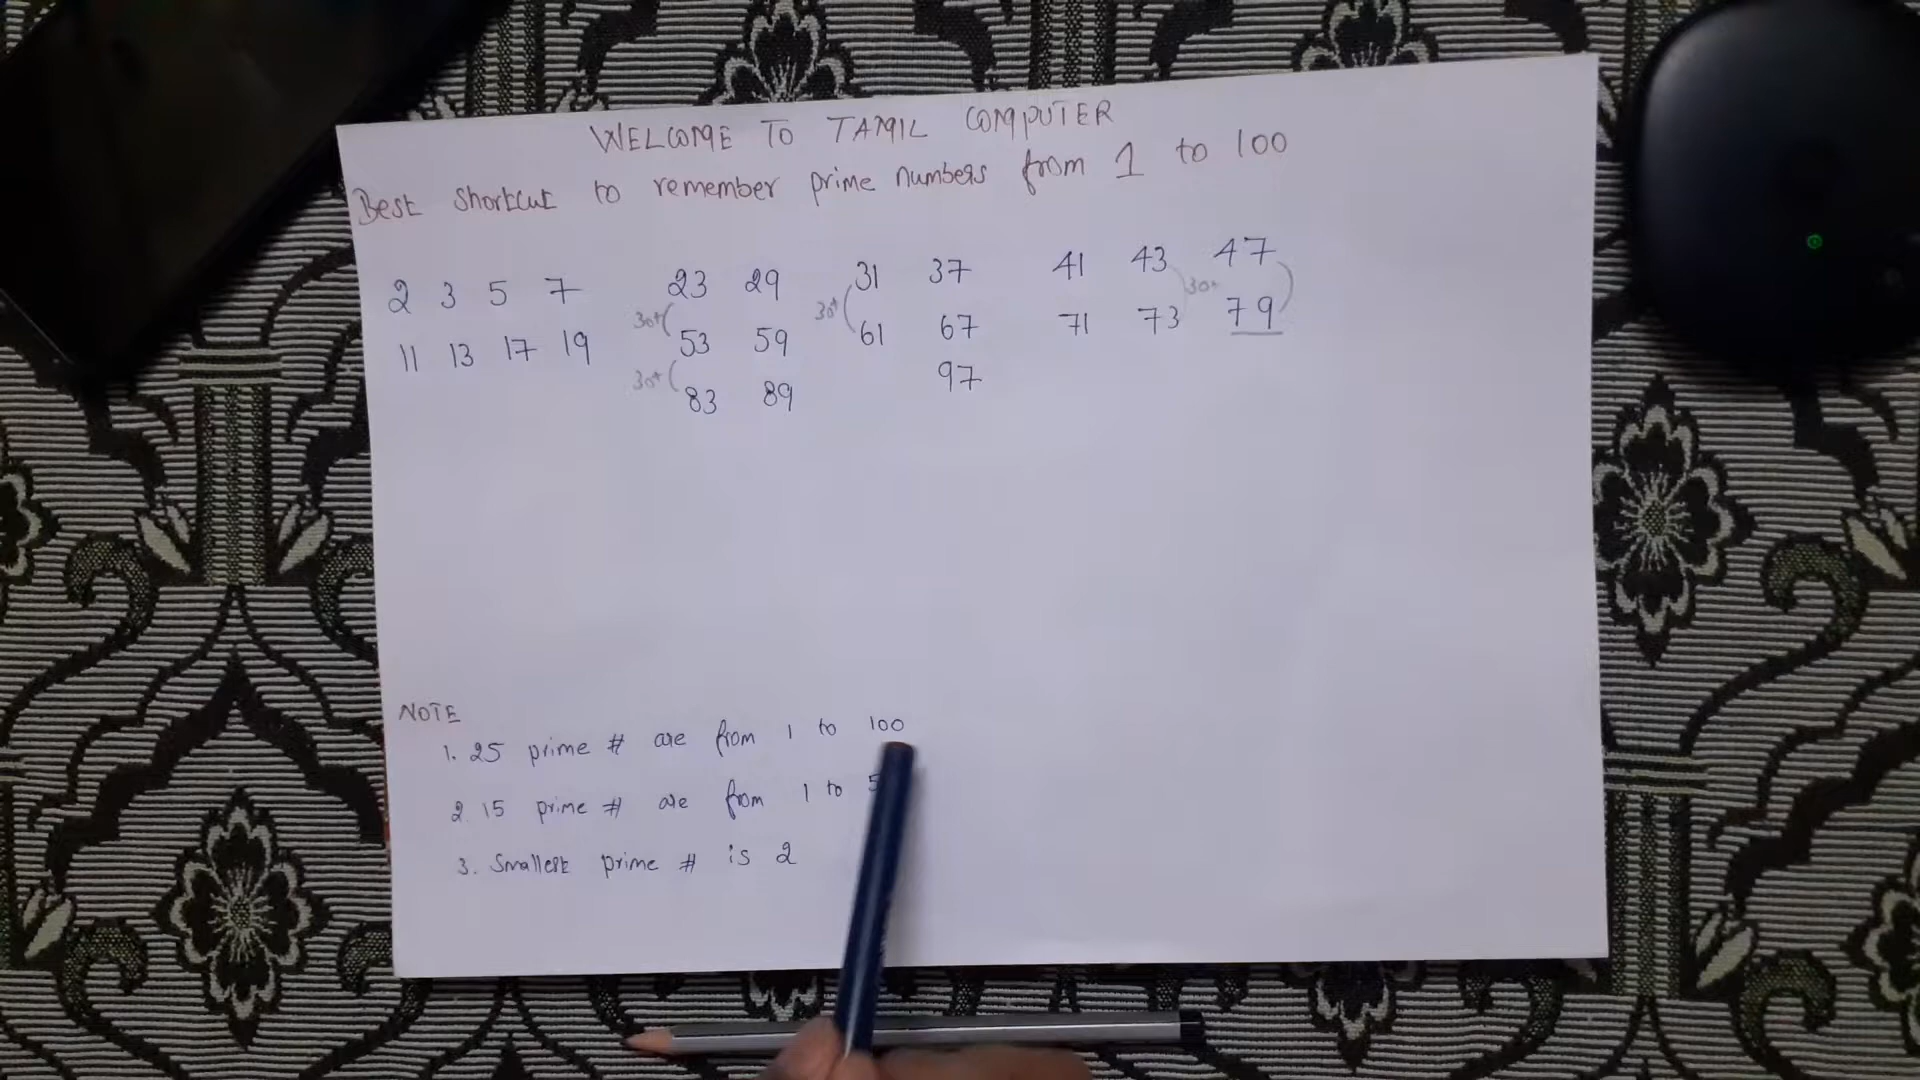 WELCOME TO TAMIL COMPUTER
Best shortcut to remember prime numbers from 1 to 100
2 3 5 7 23 29 31 37 41 43 47
30+ 30+ 30+
11 13 17 19 53 59 61 67 71 73 79
30+ 83 89 97
NOTE
1. 25 prime # are from 1 to 100
2 15 prime # are from 1 to 5
3. Smallest prime # is 2